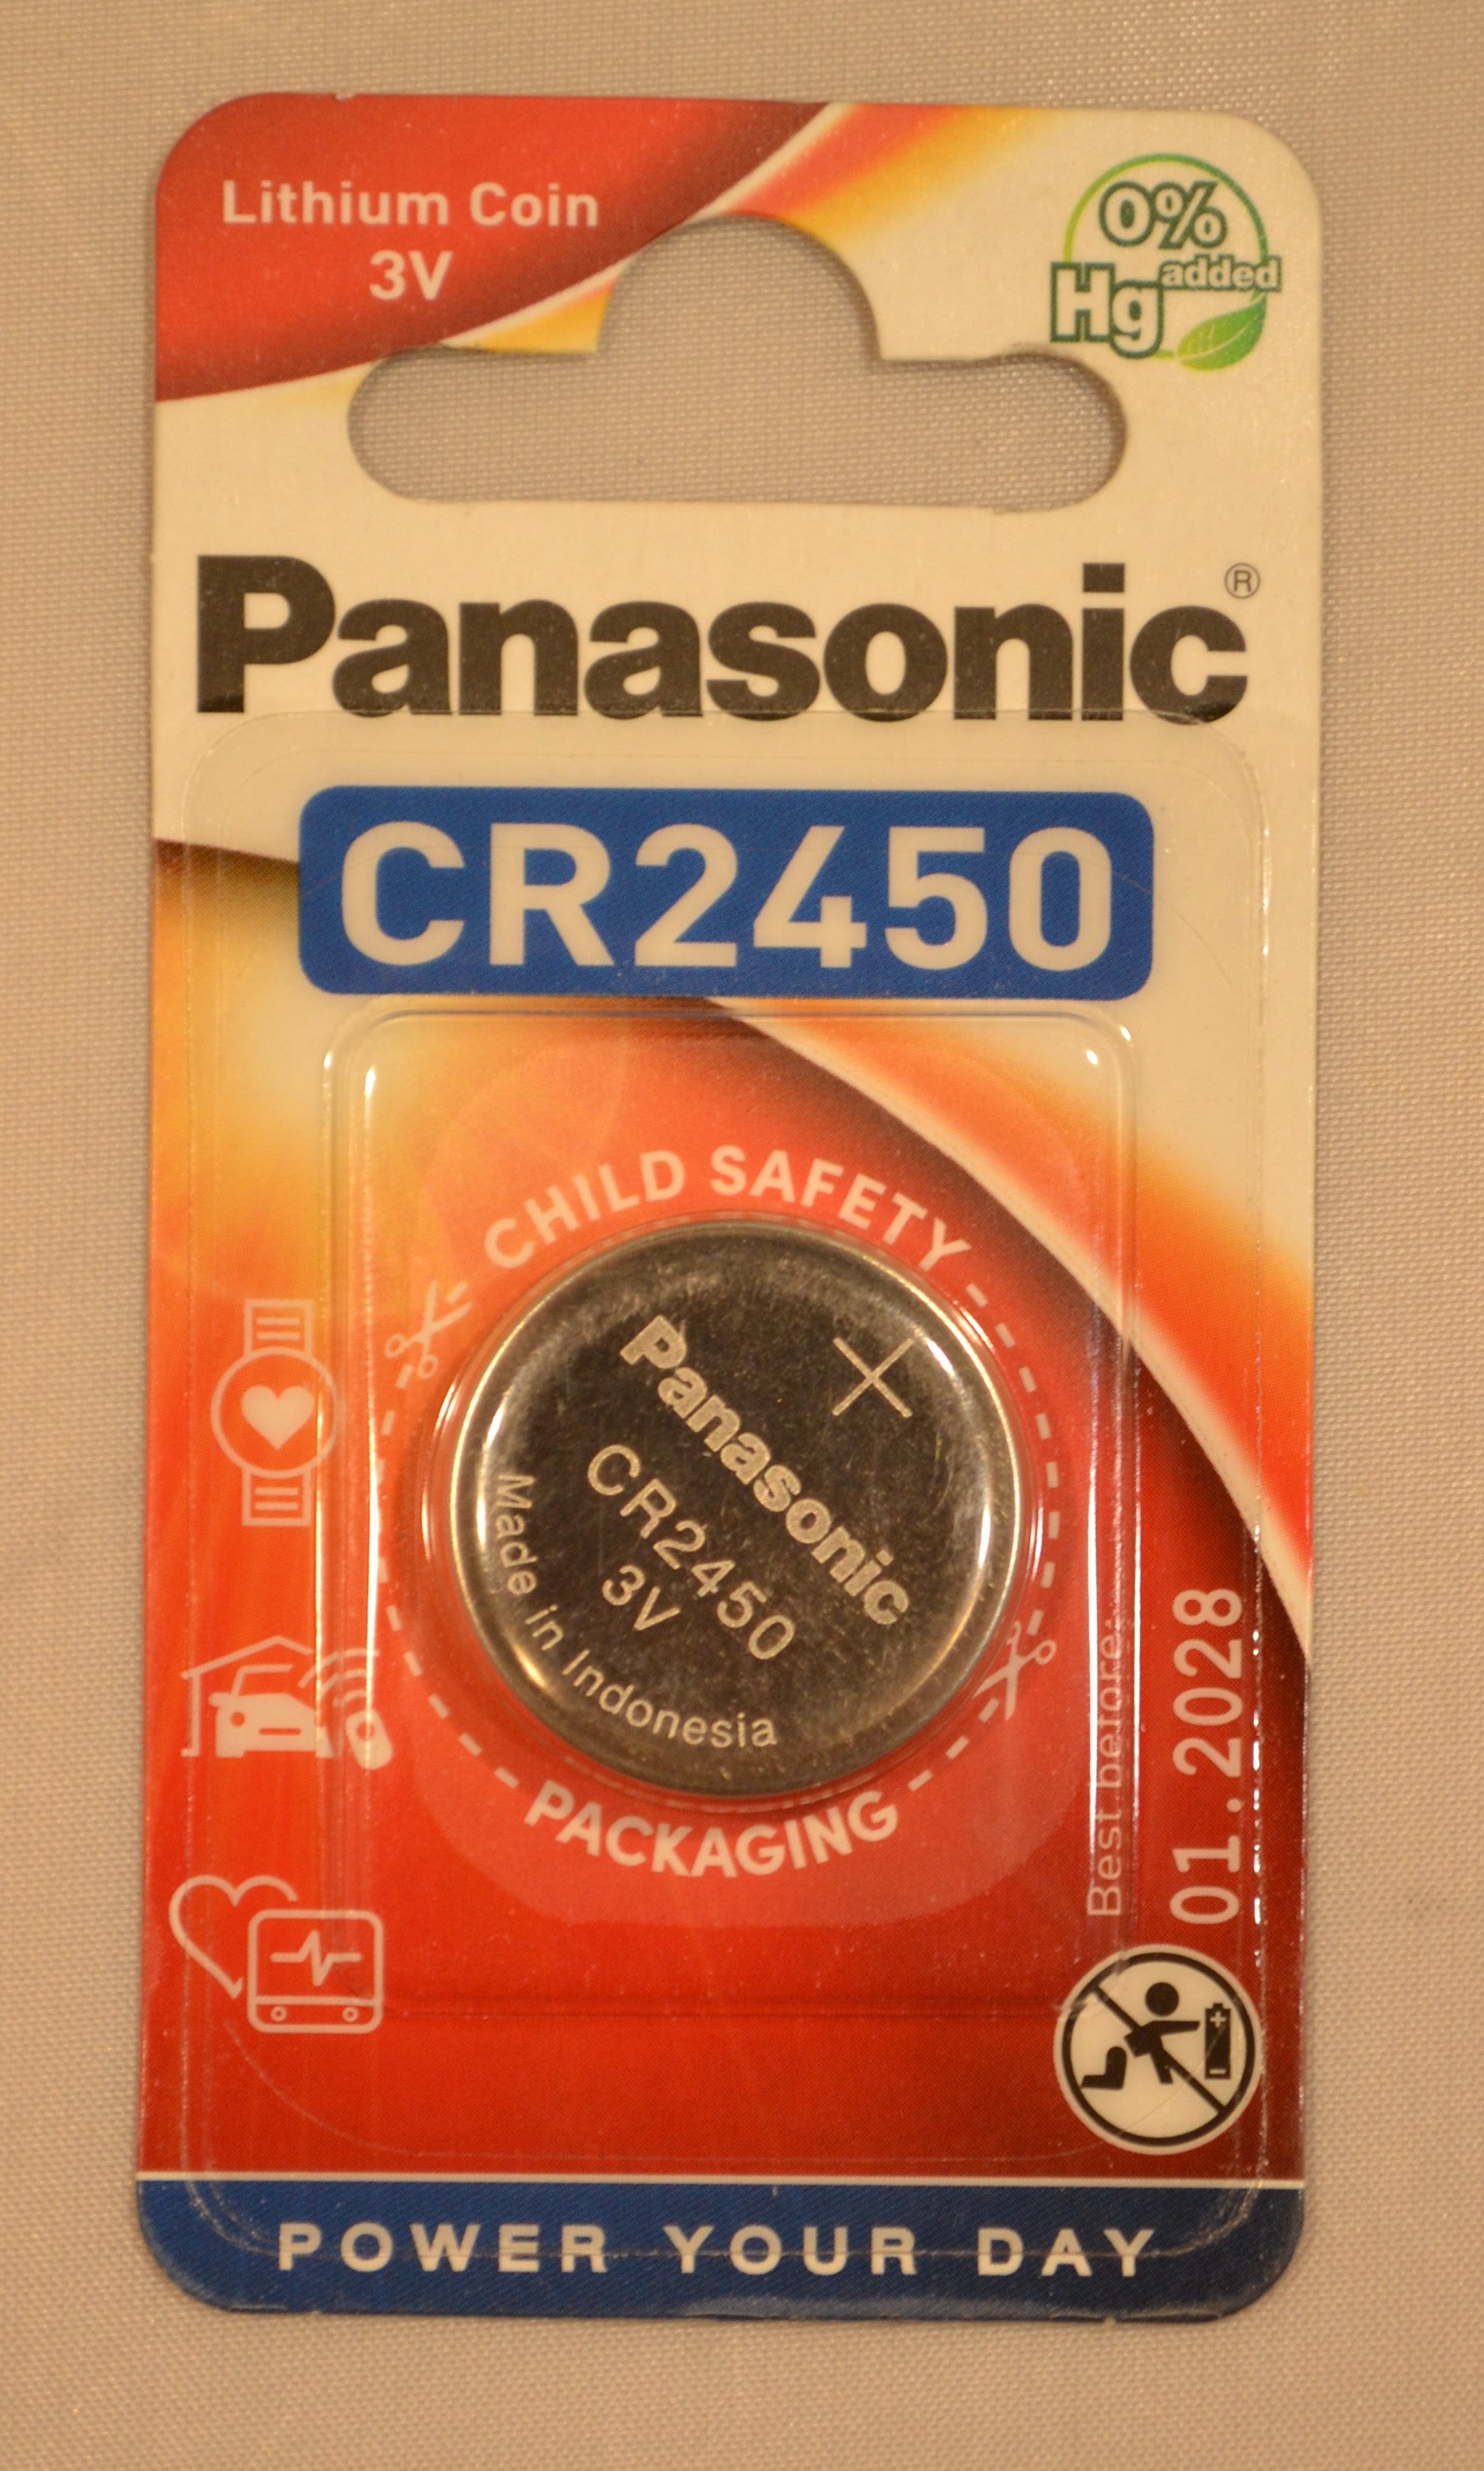 Lithium Coin
3V
0%
Hg added
Panasonic®
CR2450
CHILD SAFETY
Panasonic
CR2450
3V
Made in Indonesia
PACKAGING
Best before:
01.2028
POWER YOUR DAY